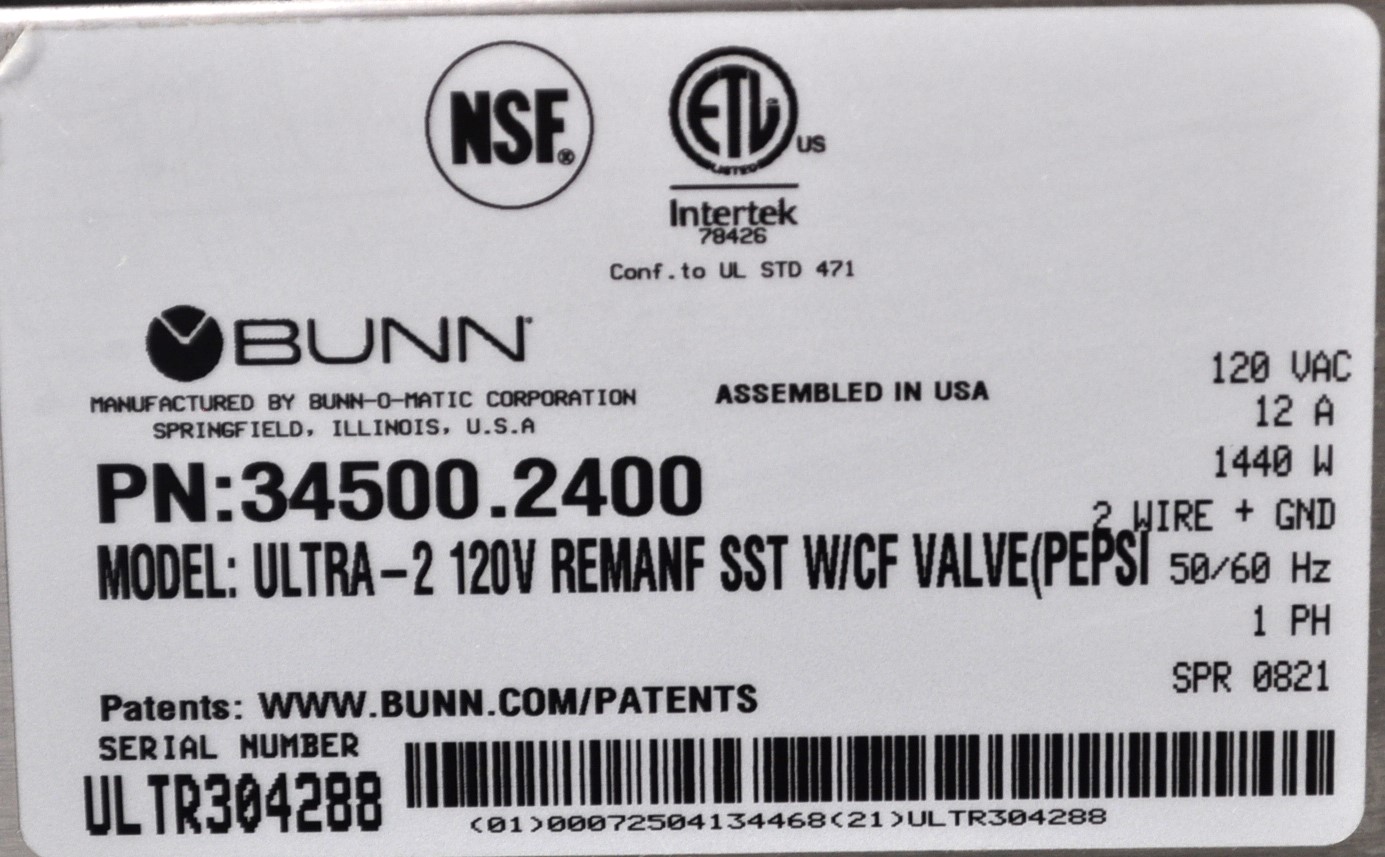 NSF®
ETL US
LISTED
Intertek
78426
Conf.to UL STD 471
BUNN
MANUFACTURED BY BUNN-O-MATIC CORPORATION
SPRINGFIELD, ILLINOIS, U.S.A
ASSEMBLED IN USA
120 VAC
12 A
1440 W
2 WIRE + GND
50/60 Hz
1 PH
SPR 0821
PN:34500.2400
MODEL: ULTRA-2 120V REMANF SST W/CF VALVE(PEPSI
Patents: WWW.BUNN.COM/PATENTS
SERIAL NUMBER
ULTR304288
(01)00072504134468(21)ULTR304288